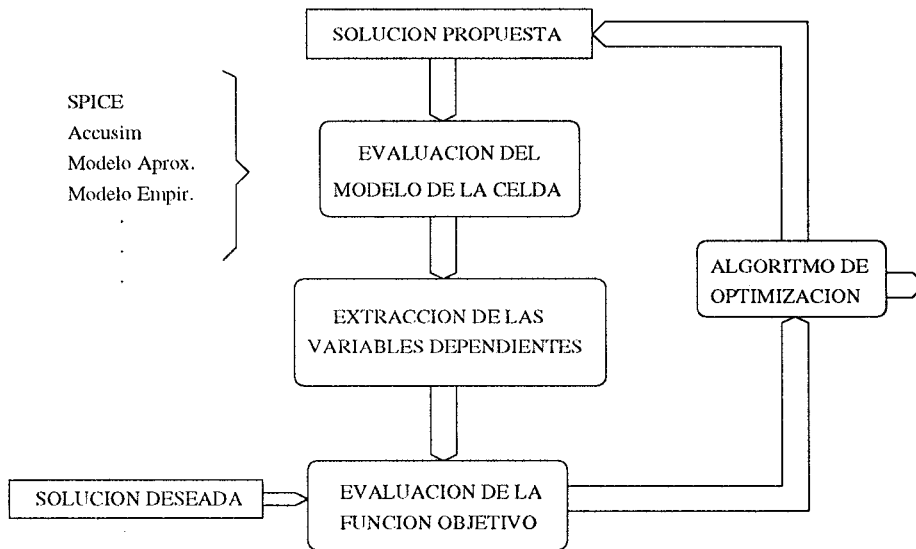 SOLUCION PROPUESTA
SPICE
Accusim
Modelo Aprox.
Modelo Empir.
.
.
.
EVALUACION DEL
MODELO DE LA CELDA
ALGORITMO DE
OPTIMIZACION
EXTRACCION DE LAS
VARIABLES DEPENDIENTES
SOLUCION DESEADA
EVALUACION DE LA
FUNCION OBJETIVO